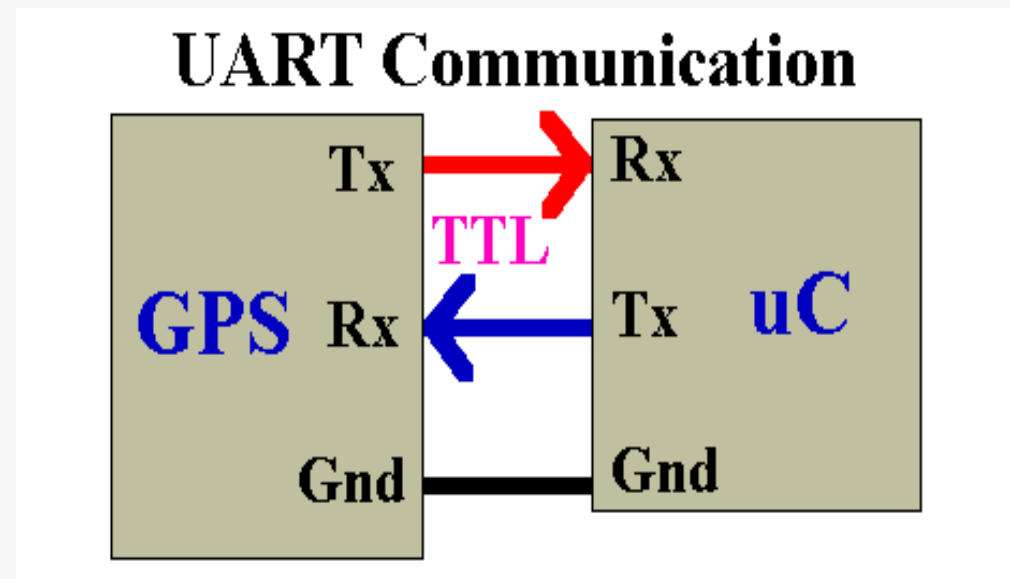 UART Communication
Tx Rx
TTL
GPS Rx Tx uC
Gnd Gnd